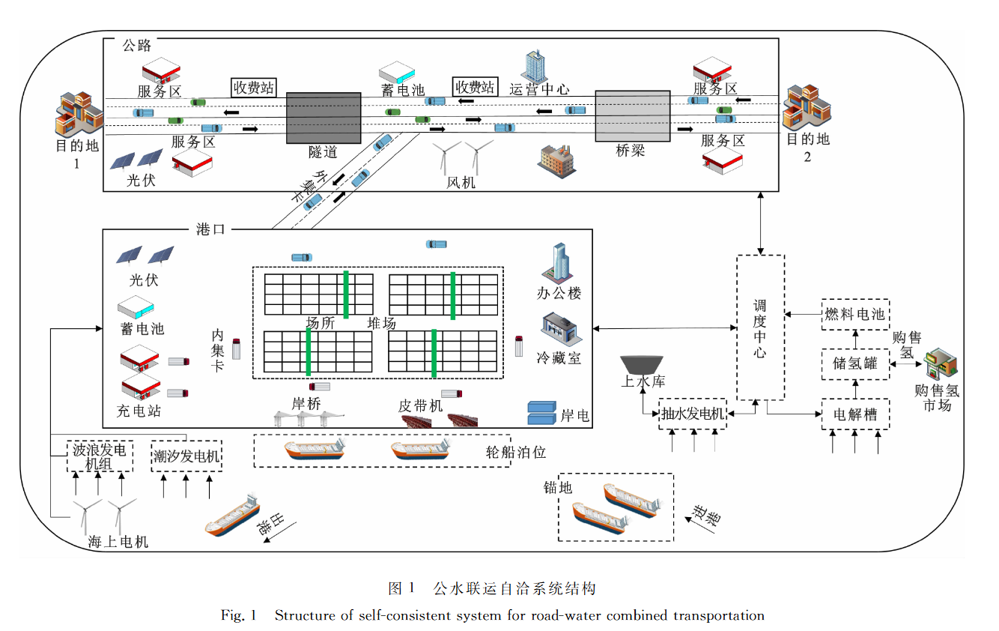 公路
服务区
收费站
蓄电池
收费站
运营中心
服务区
目的地
1
目的地
2
服务区
隧道
桥梁
服务区
光伏
风机
外集卡
港口
光伏
蓄电池
充电站
内集卡
场所
堆场
办公楼
冷藏室
岸桥
皮带机
岸电
调度中心
燃料电池
储氢罐
电解槽
购售
氢
购售氢
市场
上水库
抽水发电机
波浪发电
机组
潮汐发电机
轮船泊位
海上电机
出港
锚地
进港
图 1 公水联运自洽系统结构
Fig. 1 Structure of self-consistent system for road-water combined transportation